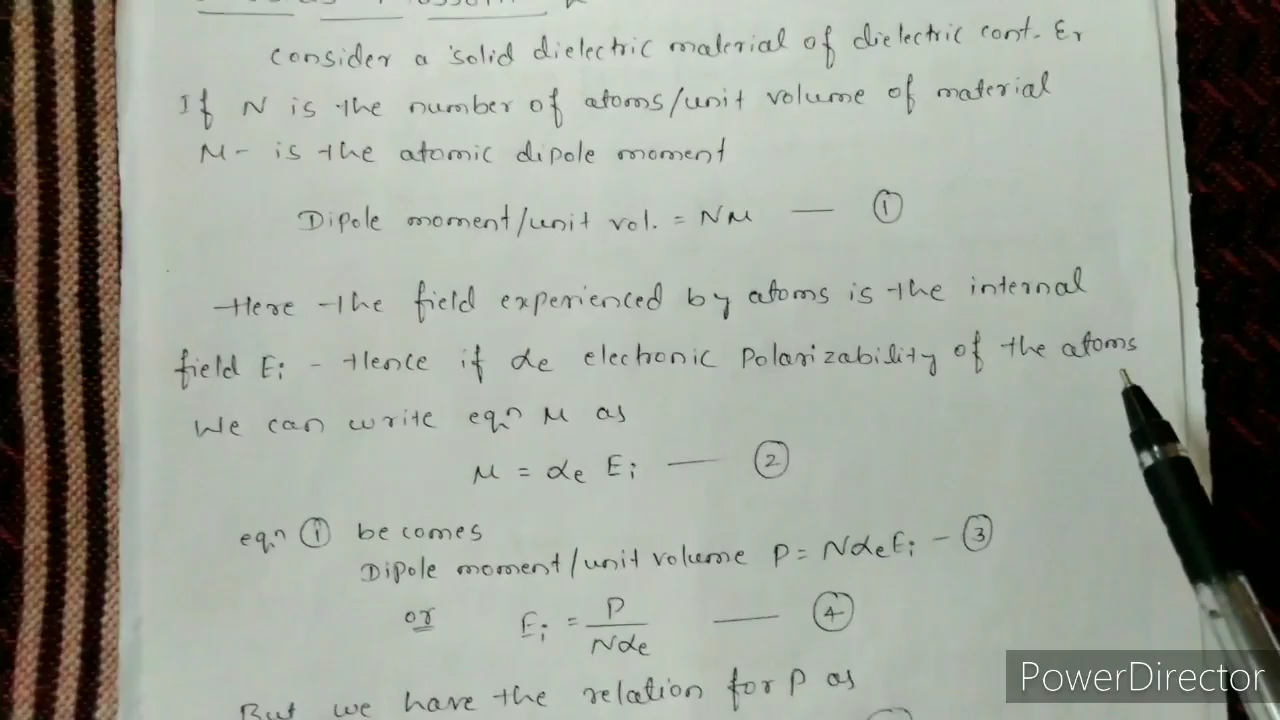 consider a solid dielectric material of dielectric cont. εr
If N is the number of atoms/unit volume of material
μ - is the atomic dipole moment
Dipole moment/unit vol. = Nμ — ①
Here the field experienced by atoms is the internal
field Ei - Hence if αe electronic polarizability of the atoms
We can write eqn μ as
μ = αe Ei — ②
eqn ① becomes
Dipole moment/unit volume P = NαeEi - ③
or Ei = P/Nαe — ④
But we have the relation for P as
PowerDirector